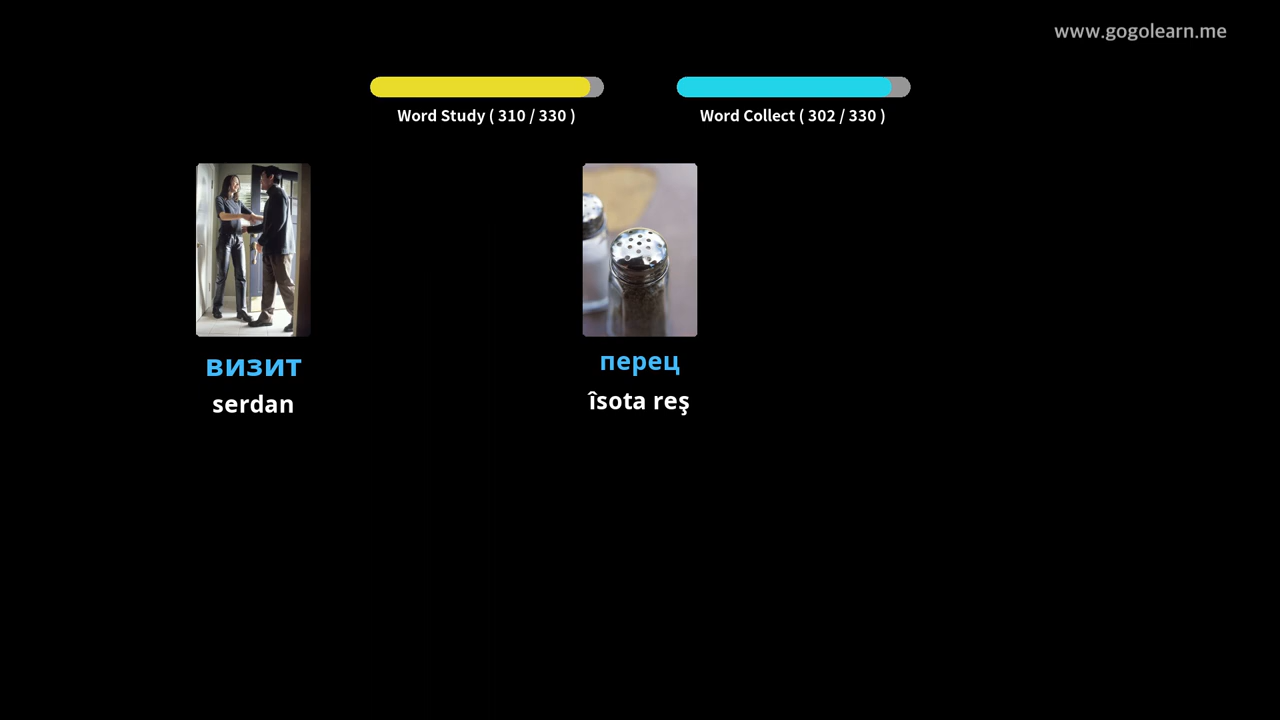 www.gogolearn.me
Word Study ( 310 / 330 )
Word Collect ( 302 / 330 )
визит
serdan
перец
îsota reş